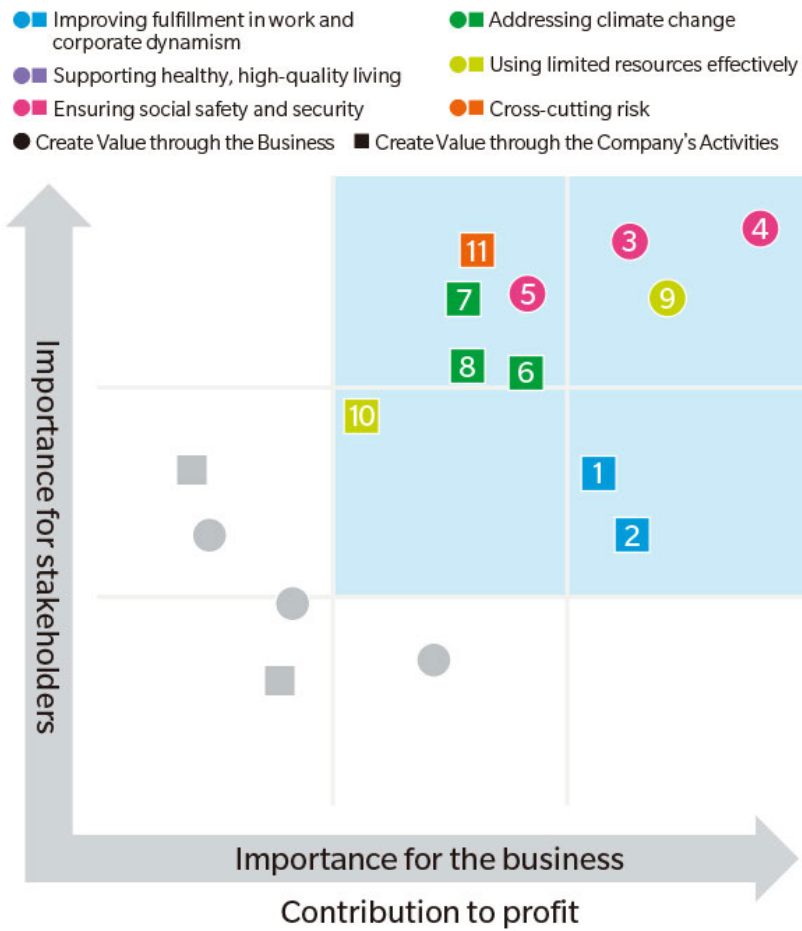 Improving fulfillment in work and
corporate dynamism
Supporting healthy, high-quality living
Ensuring social safety and security
Addressing climate change
Using limited resources effectively
Cross-cutting risk
Create Value through the Business
Create Value through the Company's Activities
Importance for stakeholders
4
3
11
7
5
9
8
6
10
1
2
Importance for the business
Contribution to profit